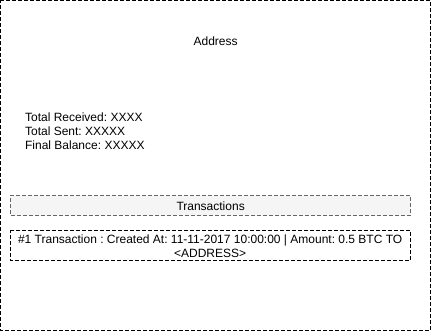 Address
Total Received: XXXX
Total Sent: XXXXX
Final Balance: XXXXX
Transactions
#1 Transaction : Created At: 11-11-2017 10:00:00 | Amount: 0.5 BTC TO
<ADDRESS>